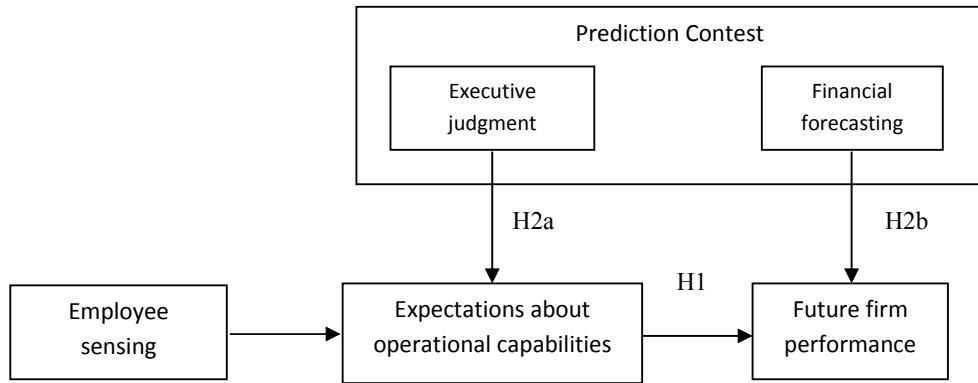 Prediction Contest
Executive
judgment
Financial
forecasting
H2a
H2b
H1
Employee
sensing
Expectations about
operational capabilities
Future firm
performance